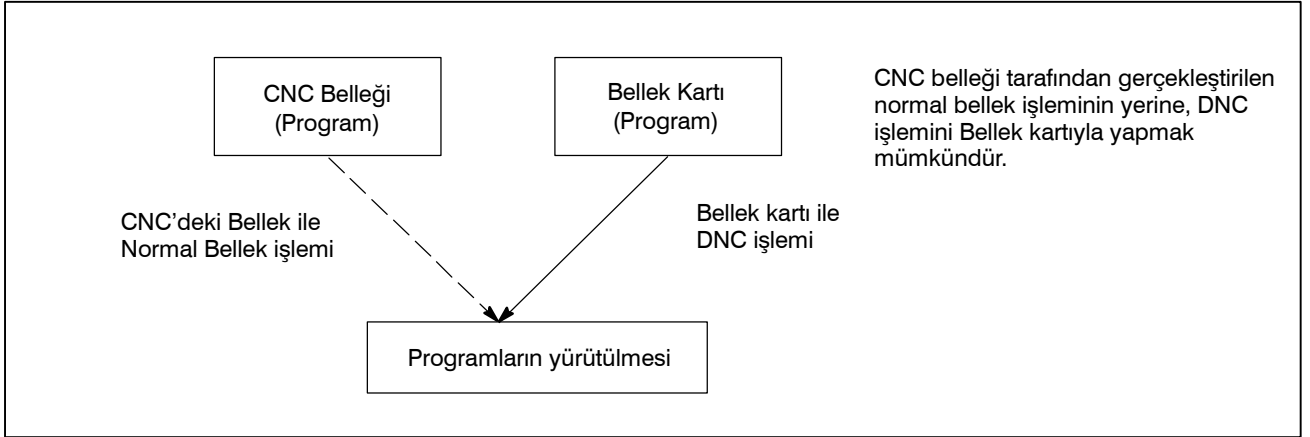 CNC Belleği
(Program)
Bellek Kartı
(Program)
CNC belleği tarafından gerçekleştirilen
normal bellek işleminin yerine, DNC
işlemini Bellek kartıyla yapmak
mümkündür.
CNC’deki Bellek ile
Normal Bellek işlemi
Bellek kartı ile
DNC işlemi
Programların yürütülmesi